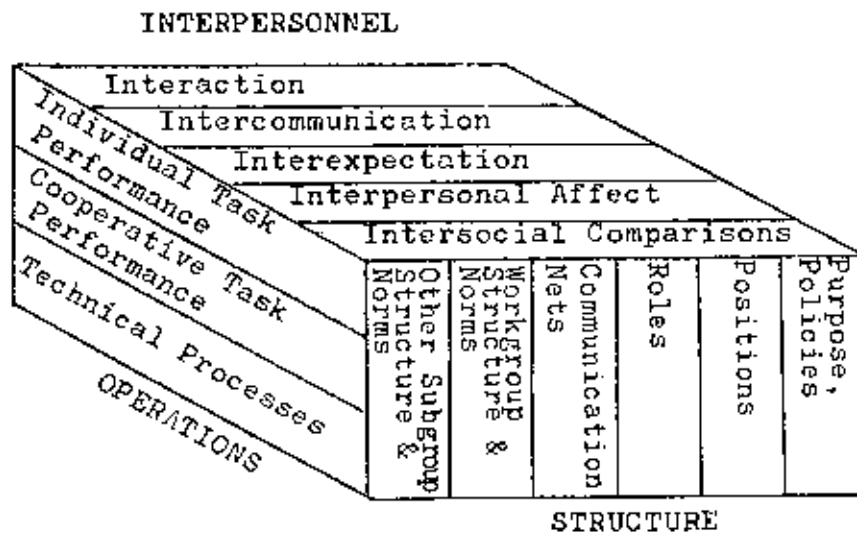 INTERPERSONNEL
Interaction
Intercommunication
Interexpectation
Interpersonal Affect
Intersocial Comparisons
Individual Task
Performance
Cooperative Task
Performance
Technical Processes
OPERATIONS
Other Subgroup
Structure &
Norms
Workgroup
Structure &
Norms
Communication
Nets
Roles
Positions
Purpose,
Policies
STRUCTURE